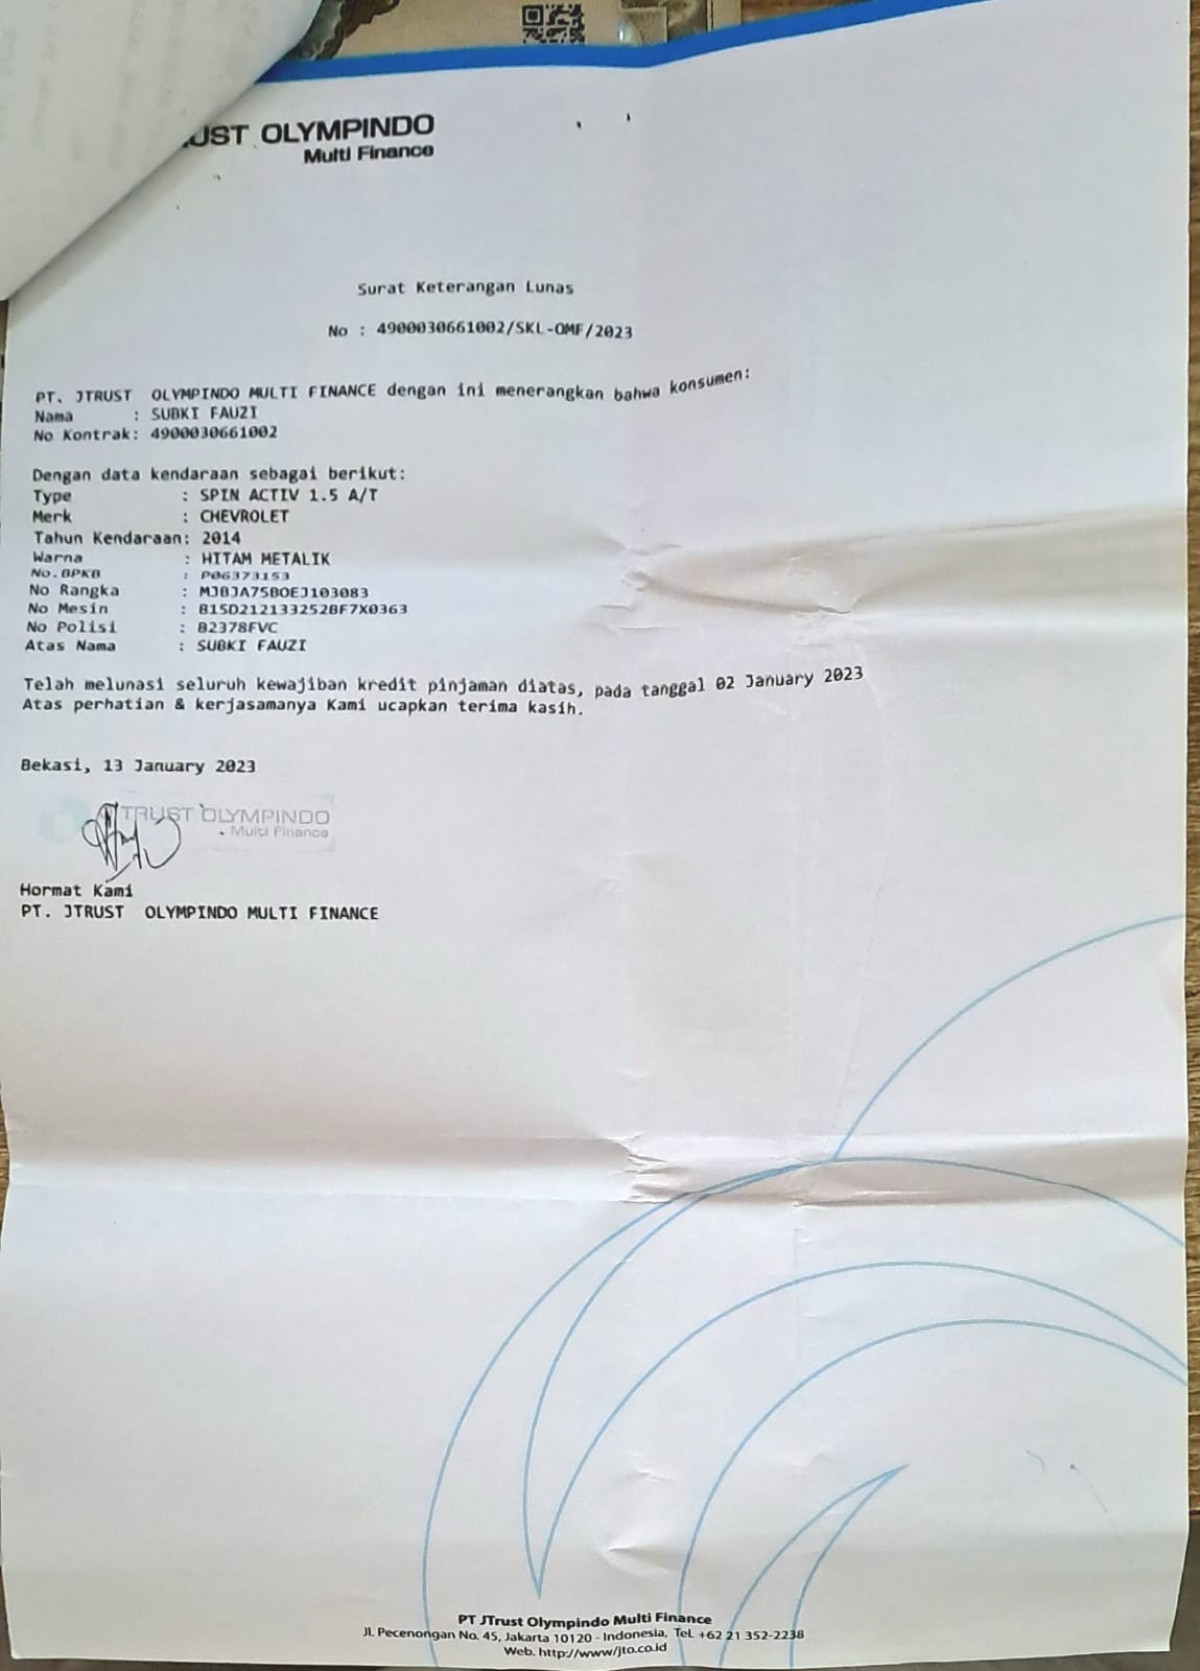 UST OLYMPINDO
Multi Finance
Surat Keterangan Lunas
No : 4900030661002/SKL-OMF/2023
PT. JTRUST OLYMPINDO MULTI FINANCE dengan ini menerangkan bahwa konsumen:
Nama : SUBKI FAUZI
No Kontrak: 4900030661002
Dengan data kendaraan sebagai berikut:
Type : SPIN ACTIV 1.5 A/T
Merk : CHEVROLET
Tahun Kendaraan: 2014
Warna : HITAM METALIK
No.BPKB : P06373153
No Rangka : MJBJA75BOEJ103083
No Mesin : B15D212133252BF7X0363
No Polisi : B2378FVC
Atas Nama : SUBKI FAUZI
Telah melunasi seluruh kewajiban kredit pinjaman diatas, pada tanggal 02 January 2023
Atas perhatian & kerjasamanya Kami ucapkan terima kasih.
Bekasi, 13 January 2023
TRUST OLYMPINDO
Multi Finance
Hormat Kami
PT. JTRUST OLYMPINDO MULTI FINANCE
PT JTrust Olympindo Multi Finance
Jl. Pecenongan No. 45, Jakarta 10120 - Indonesia, Tel. +62 21 352-2238
Web. http://www/jto.co.id